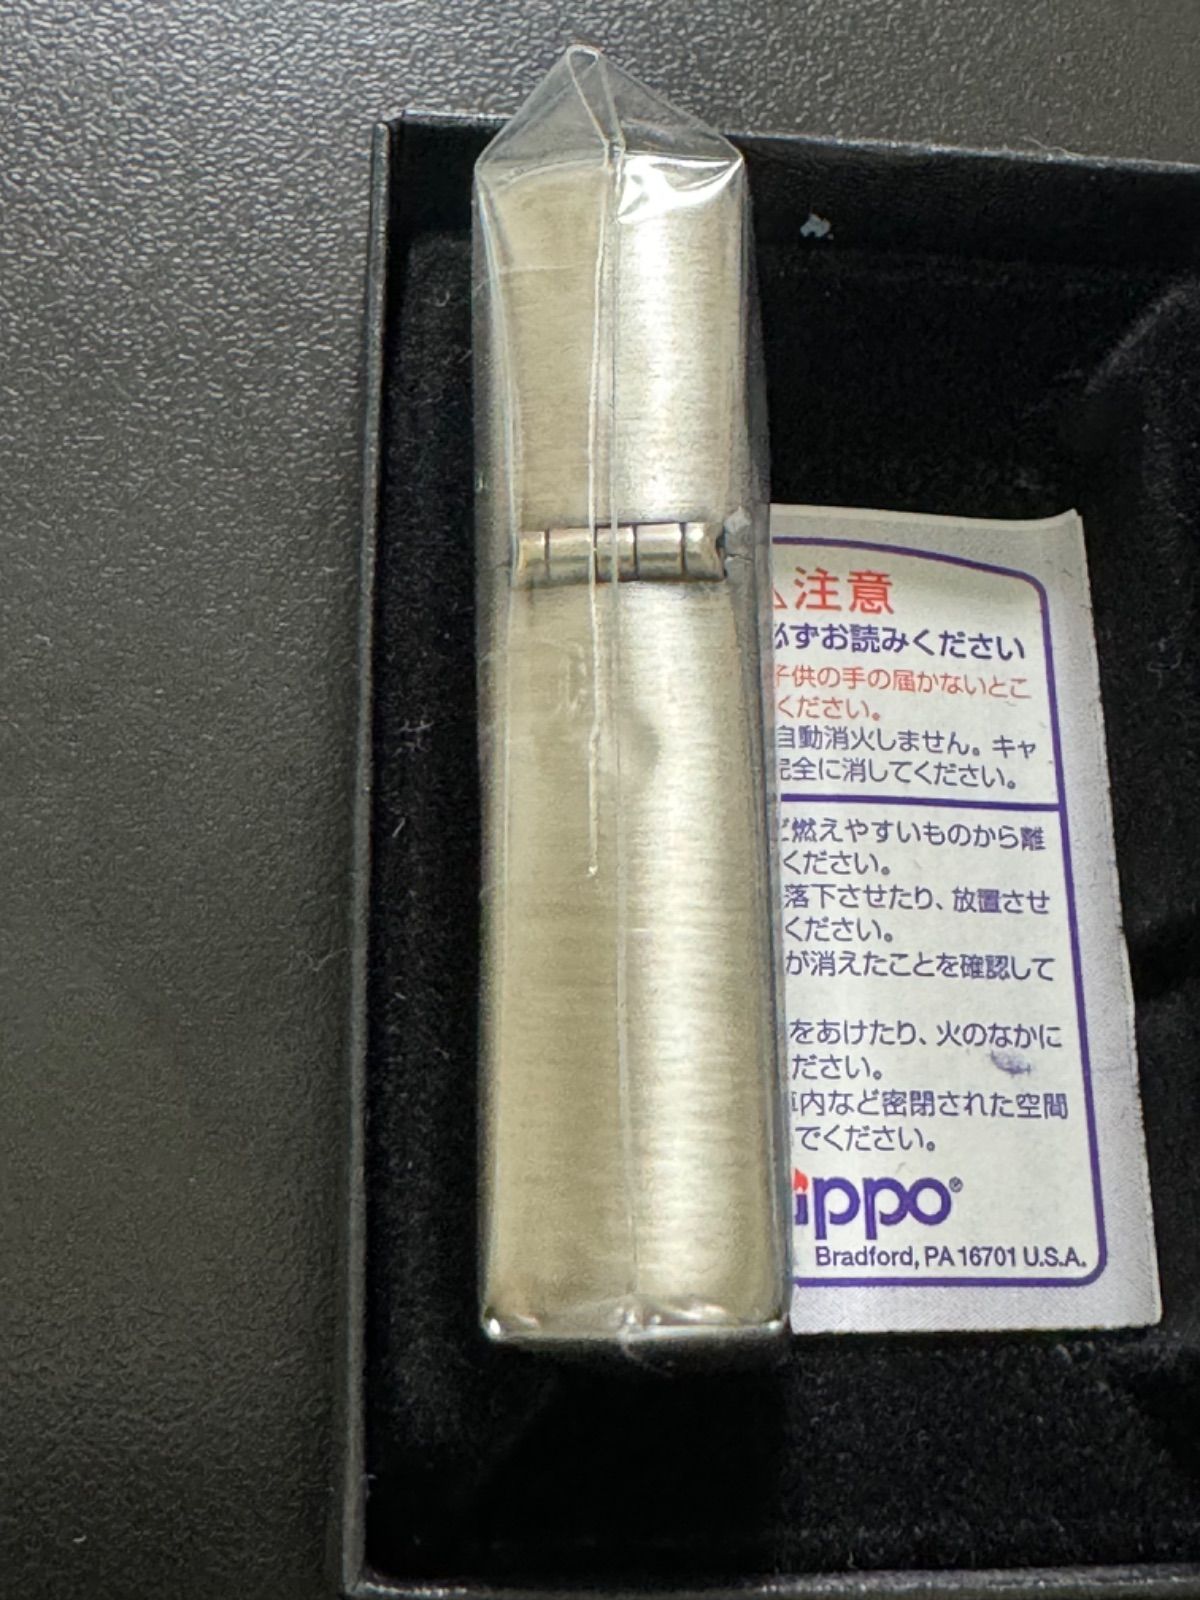 注意
必ずお読みください
子供の手の届かないとこ
ください。
自動消火しません。キャ
完全に消してください。
燃えやすいものから離
ください。
落下させたり、放置させ
ください。
が消えたことを確認して
をあけたり、火のなかに
ださい。
内など密閉された空間
でください。
ippo®
Bradford, PA 16701 U.S.A.